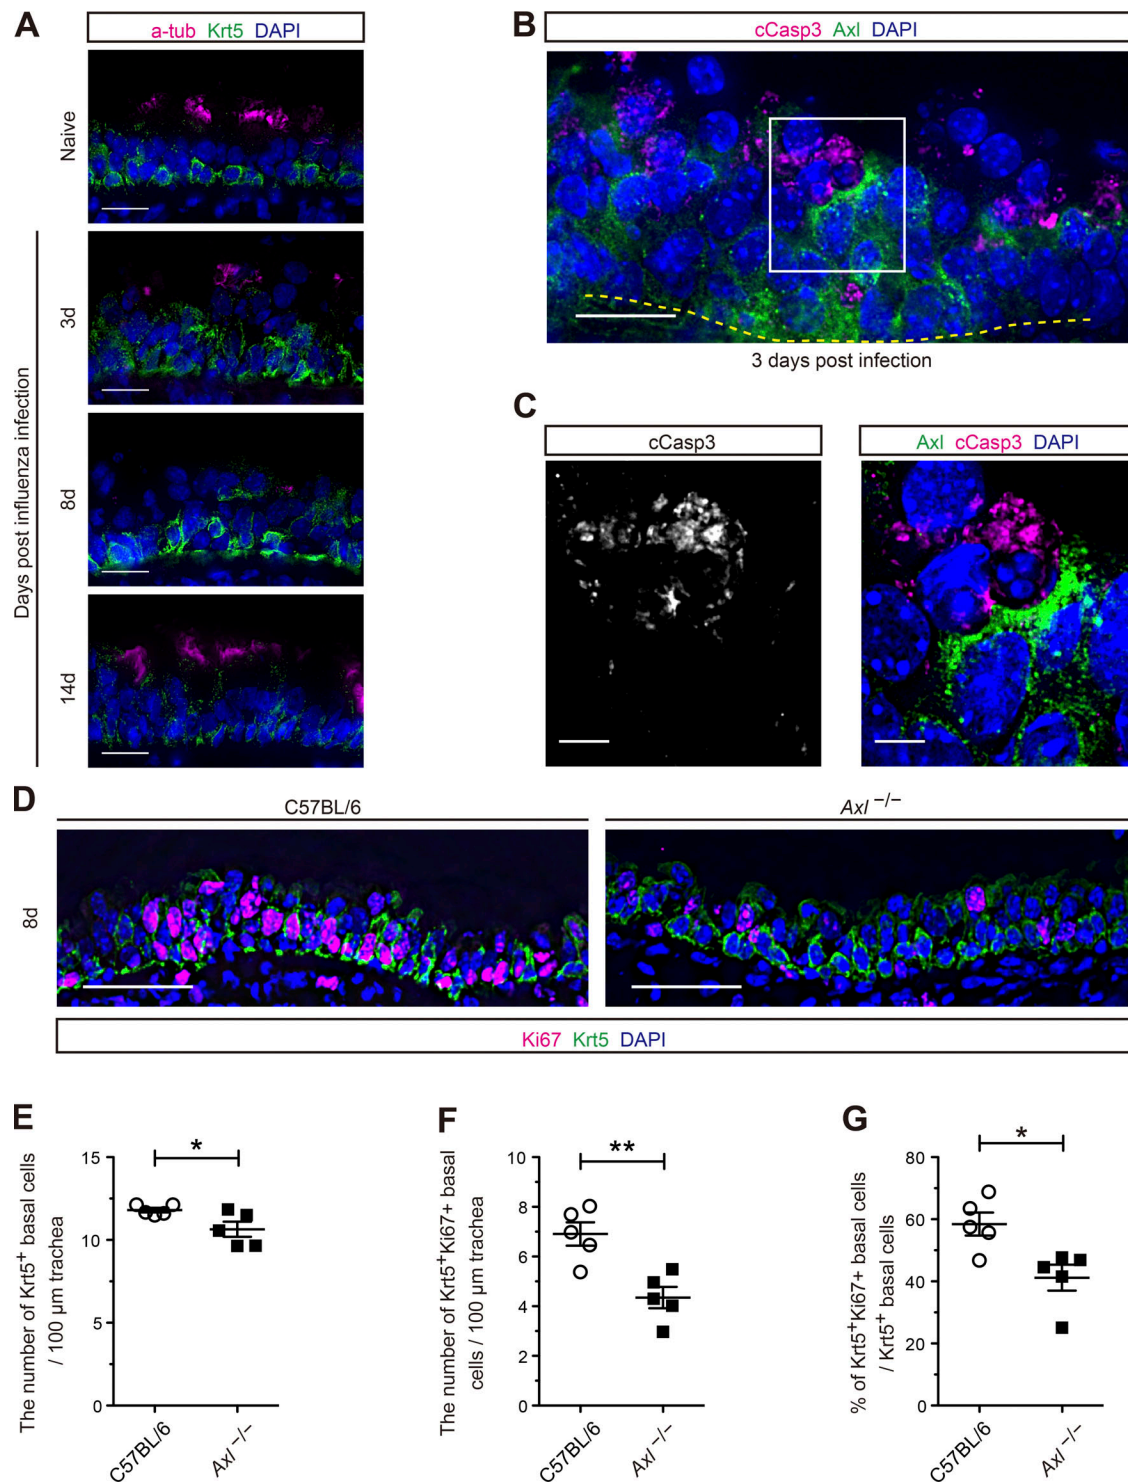 A
a-tub Krt5 DAPI
Naive
Days post influenza infection
3d
8d
14d
B
cCasp3 Axl DAPI
3 days post infection
C
cCasp3
Axl cCasp3 DAPI
D
C57BL/6
Axl −/−
8d
Ki67 Krt5 DAPI
E
The number of Krt5+ basal cells
/ 100 µm trachea
15
10
5
0
*
C57BL/6
Axl −/−
F
The number of Krt5+Ki67+ basal
cells / 100 µm trachea
10
8
6
4
2
0
**
C57BL/6
Axl −/−
G
% of Krt5+Ki67+ basal cells
/ Krt5+ basal cells
80
60
40
20
0
*
C57BL/6
Axl −/−